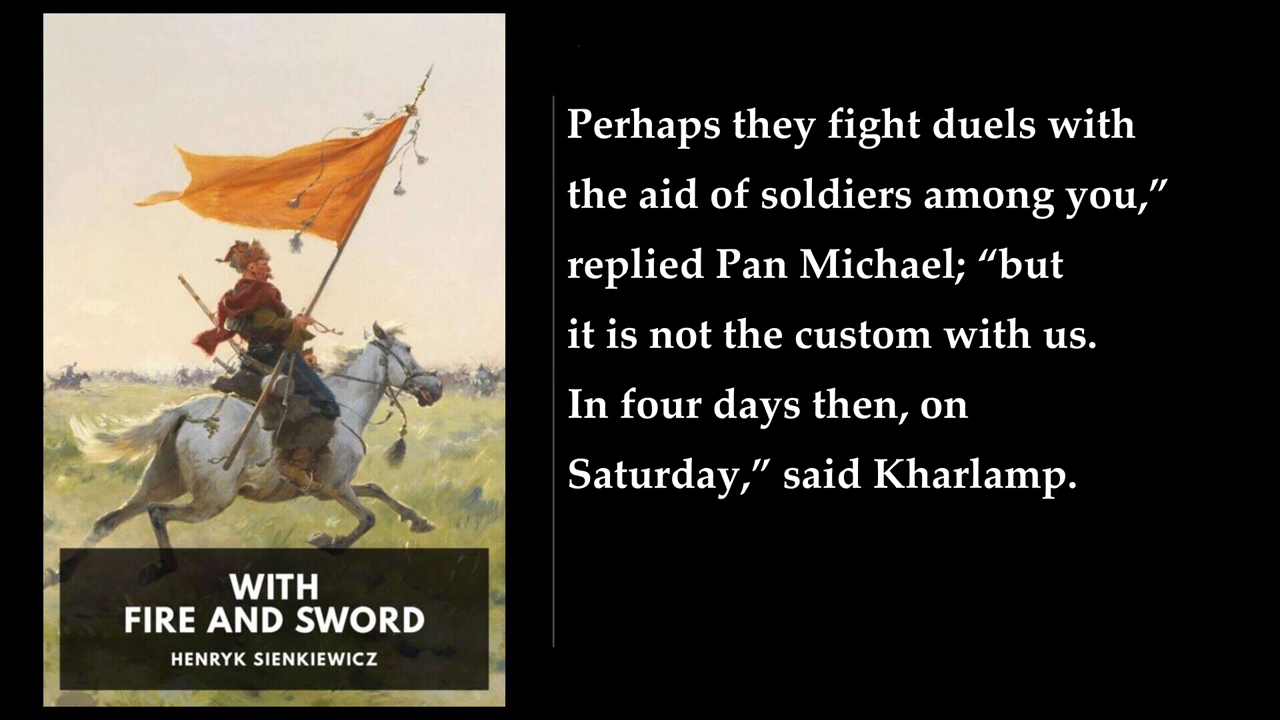 WITH
FIRE AND SWORD
HENRYK SIENKIEWICZ
Perhaps they fight duels with
the aid of soldiers among you,”
replied Pan Michael; “but
it is not the custom with us.
In four days then, on
Saturday,” said Kharlamp.